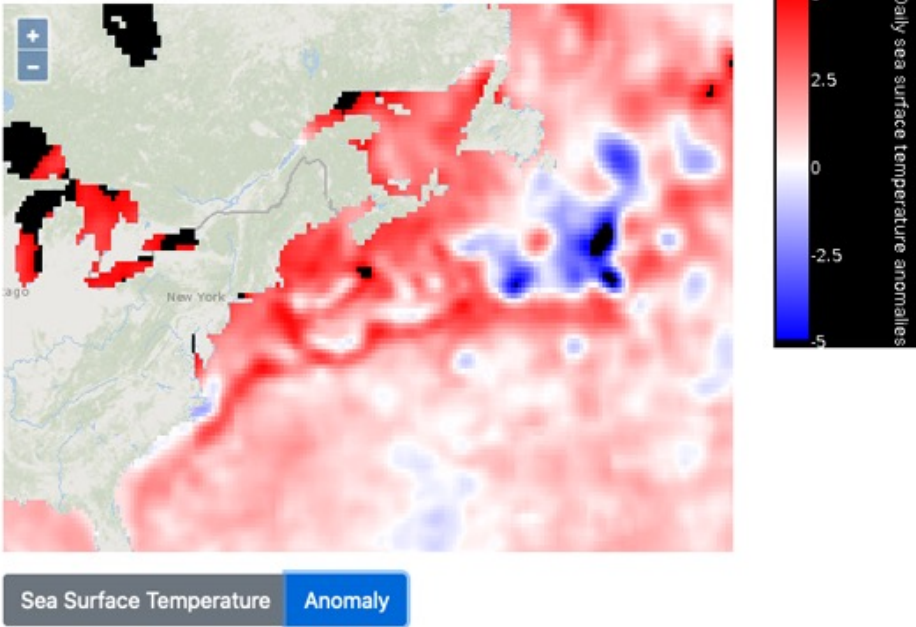 +
−
2.5
0
-2.5
-5
Daily sea surface temperature anomalies
ago
New York
Sea Surface Temperature
Anomaly